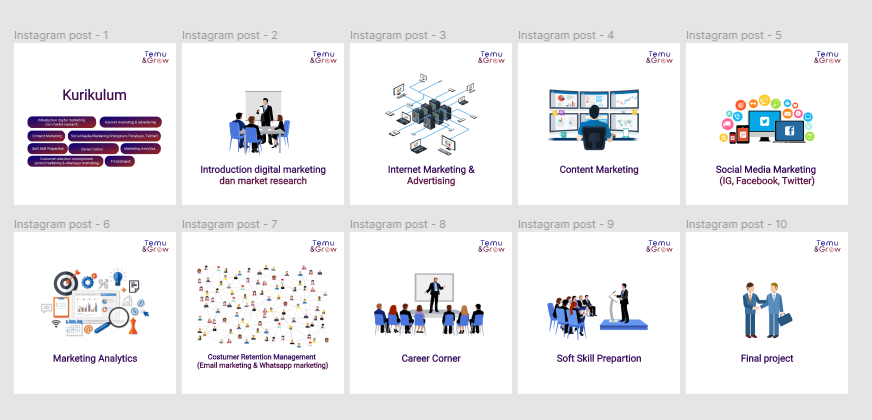 Instagram post - 1
Temu
&Grow
Kurikulum
Introduction digital marketing
dan market research
Internet marketing & advertising
Content Marketing
Social Media Marketing (Instagram, Facebook, Twitter)
Soft Skill Prepartion
Career Corner
Marketing Analytics
Costumer retention management
(email marketing & whatsapp marketing)
Final project
Instagram post - 2
Temu
&Grow
Introduction digital marketing
dan market research
Instagram post - 3
Temu
&Grow
Internet Marketing &
Advertising
Instagram post - 4
Temu
&Grow
Content Marketing
Instagram post - 5
Temu
&Grow
Social Media Marketing
(IG, Facebook, Twitter)
Instagram post - 6
Temu
&Grow
Marketing Analytics
Instagram post - 7
Temu
&Grow
Costumer Retention Management
(Email marketing & Whatsapp marketing)
Instagram post - 8
Temu
&Grow
Career Corner
Instagram post - 9
Temu
&Grow
Soft Skill Prepartion
Instagram post - 10
Temu
&Grow
Final project